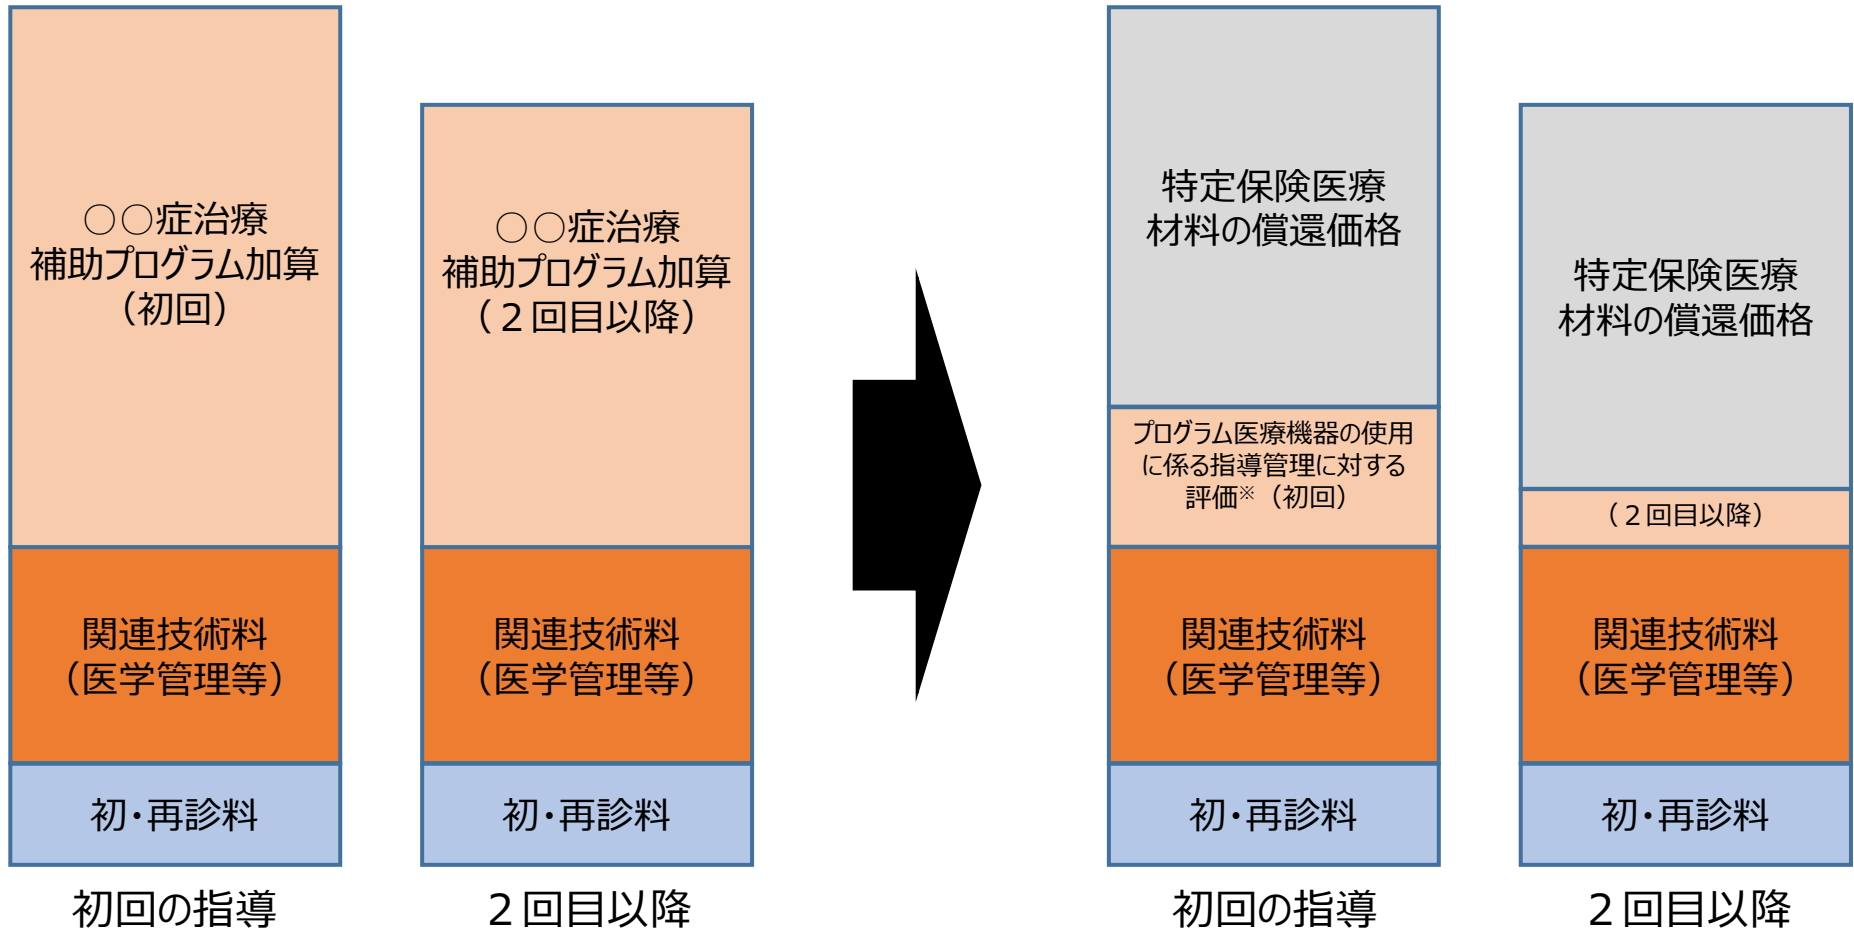 ○○症治療
補助プログラム加算
（初回）
関連技術料
（医学管理等）
初・再診料
初回の指導
○○症治療
補助プログラム加算
（２回目以降）
関連技術料
（医学管理等）
初・再診料
２回目以降
特定保険医療
材料の償還価格
プログラム医療機器の使用
に係る指導管理に対する
評価※（初回）
関連技術料
（医学管理等）
初・再診料
初回の指導
特定保険医療
材料の償還価格
（２回目以降）
関連技術料
（医学管理等）
初・再診料
２回目以降